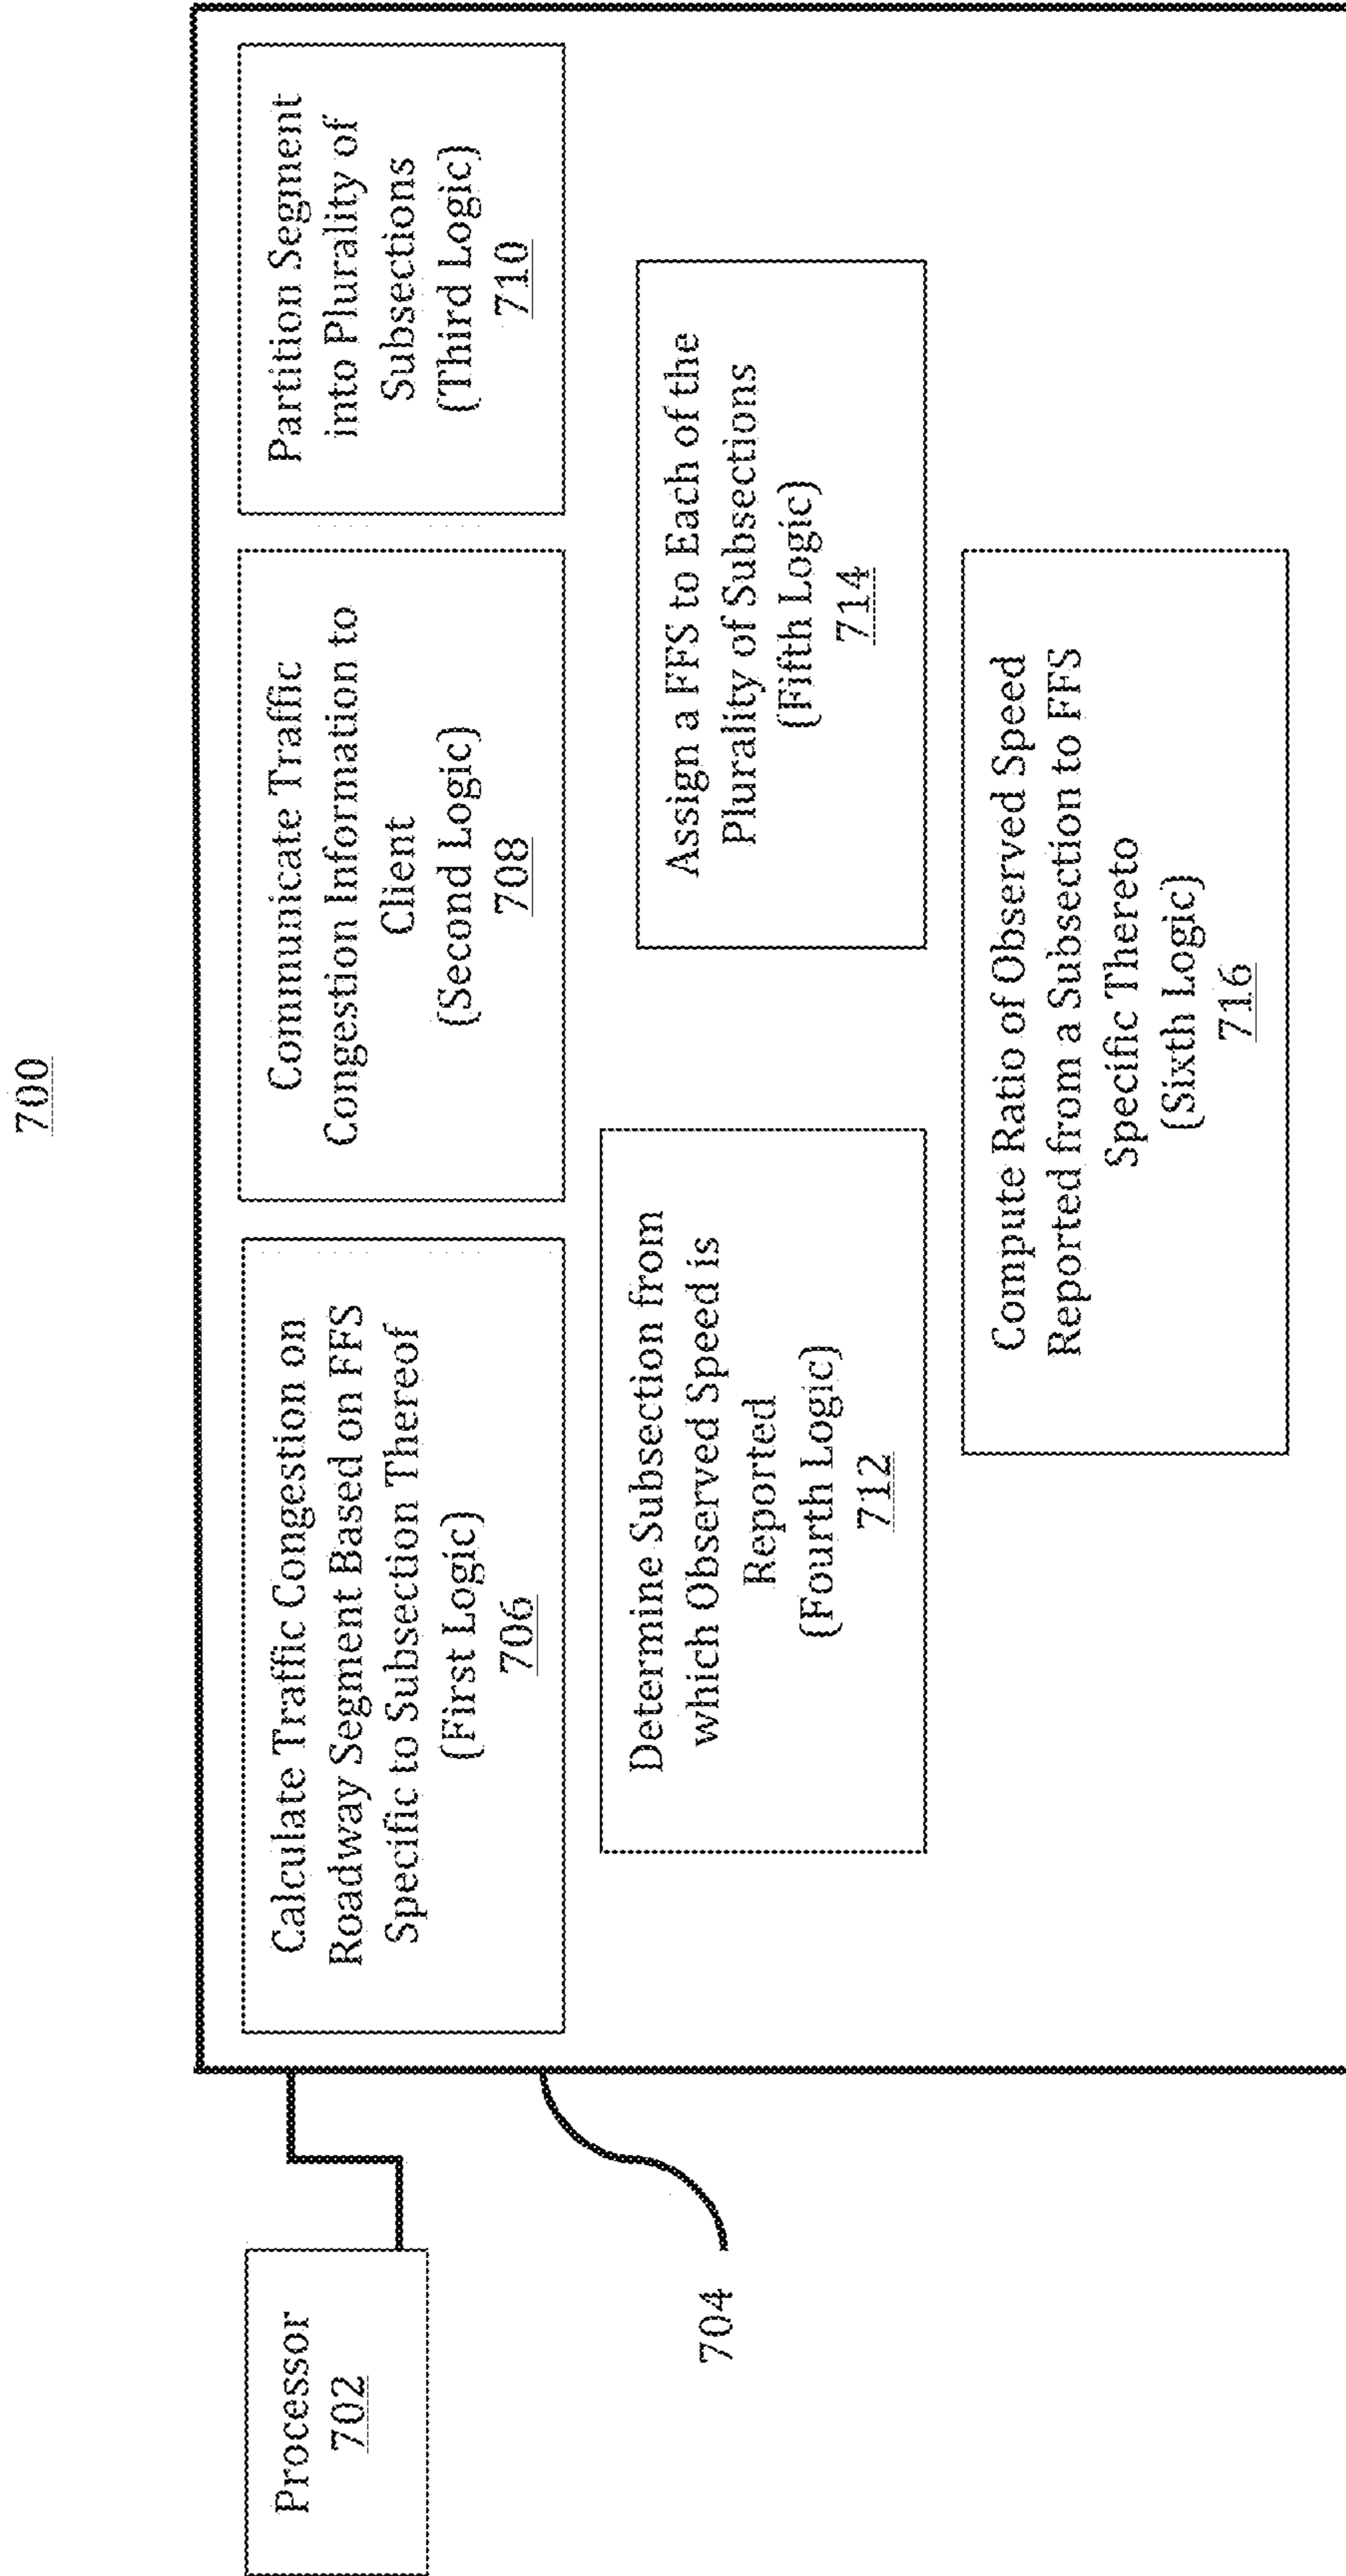 700
Processor
702
704
Calculate Traffic Congestion on
Roadway Segment Based on FFS
Specific to Subsection Thereof
(First Logic)
706
Communicate Traffic
Congestion Information to
Client
(Second Logic)
708
Partition Segment
into Plurality of
Subsections
(Third Logic)
710
Determine Subsection from
which Observed Speed is
Reported
(Fourth Logic)
712
Assign a FFS to Each of the
Plurality of Subsections
(Fifth Logic)
714
Compute Ratio of Observed Speed
Reported from a Subsection to FFS
Specific Thereto
(Sixth Logic)
716